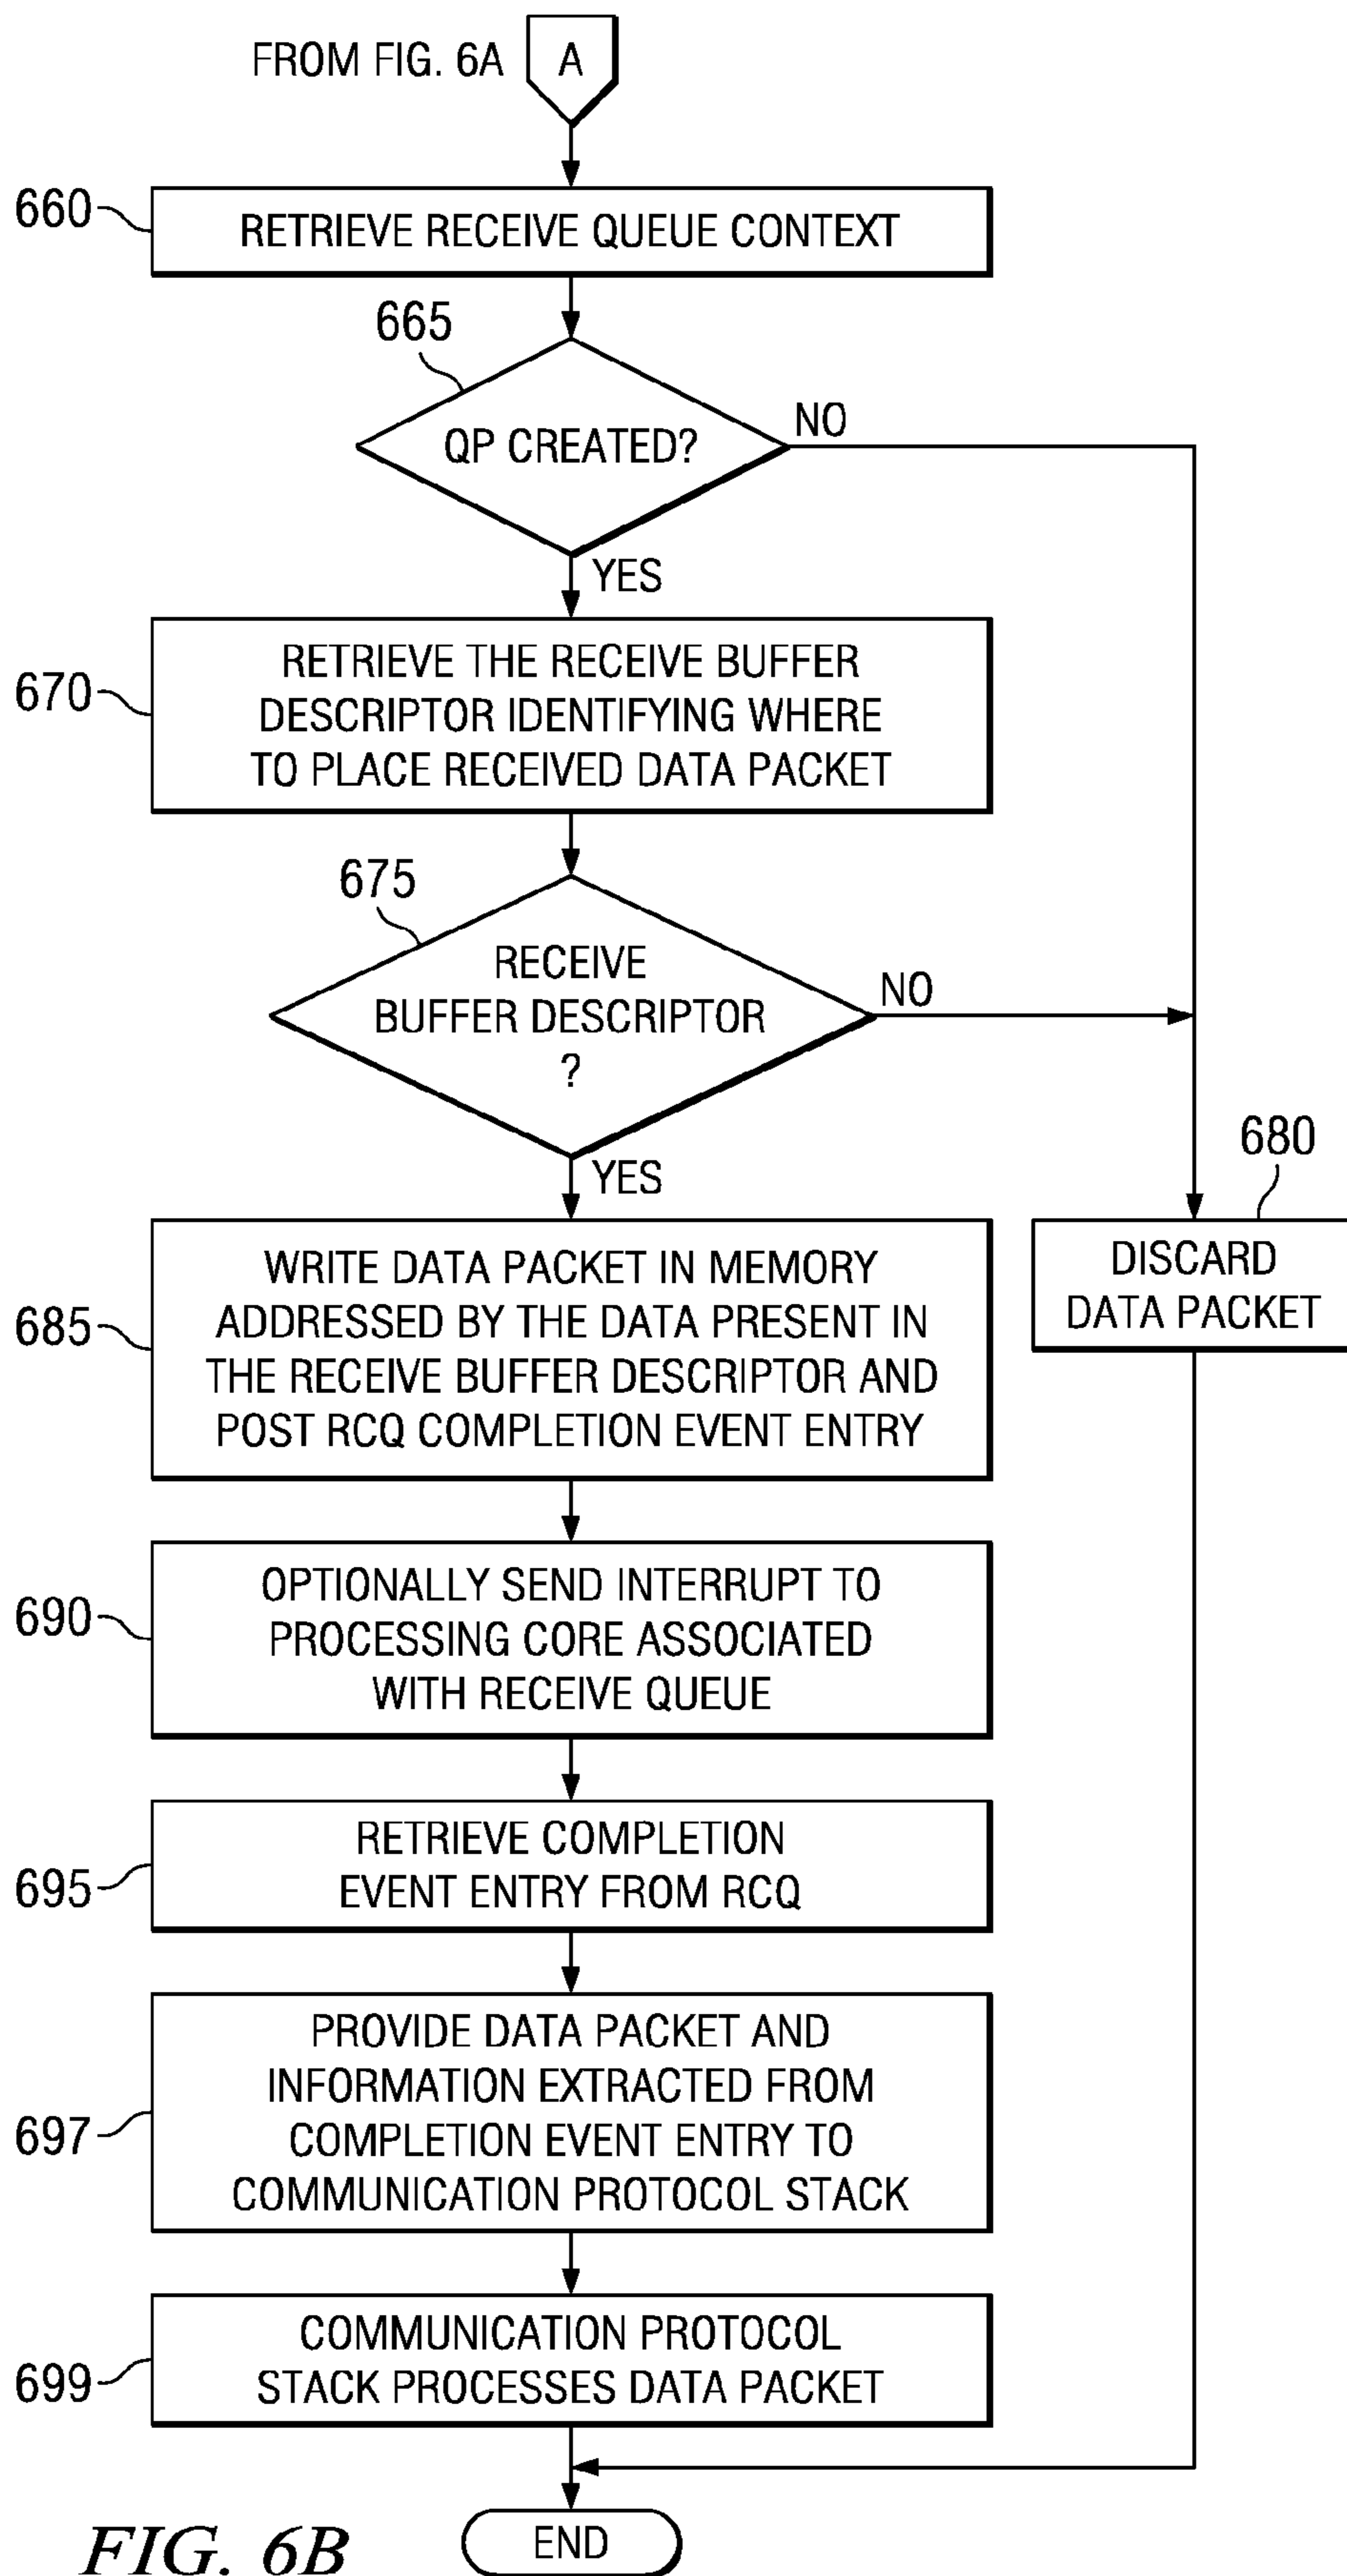 FROM FIG. 6A
A
660
RETRIEVE RECEIVE QUEUE CONTEXT
665
QP CREATED?
NO
YES
670
RETRIEVE THE RECEIVE BUFFER
DESCRIPTOR IDENTIFYING WHERE
TO PLACE RECEIVED DATA PACKET
675
RECEIVE
BUFFER DESCRIPTOR
?
NO
YES
680
DISCARD
DATA PACKET
685
WRITE DATA PACKET IN MEMORY
ADDRESSED BY THE DATA PRESENT IN
THE RECEIVE BUFFER DESCRIPTOR AND
POST RCQ COMPLETION EVENT ENTRY
690
OPTIONALLY SEND INTERRUPT TO
PROCESSING CORE ASSOCIATED
WITH RECEIVE QUEUE
695
RETRIEVE COMPLETION
EVENT ENTRY FROM RCQ
697
PROVIDE DATA PACKET AND
INFORMATION EXTRACTED FROM
COMPLETION EVENT ENTRY TO
COMMUNICATION PROTOCOL STACK
699
COMMUNICATION PROTOCOL
STACK PROCESSES DATA PACKET
END
FIG. 6B